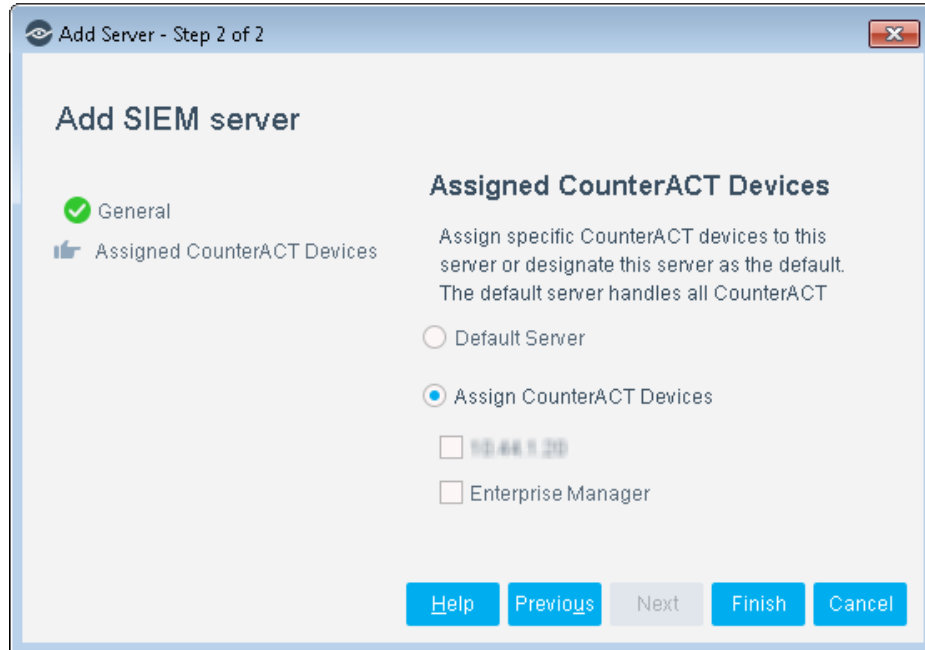 Add Server - Step 2 of 2
Add SIEM server
General
Assigned CounterACT Devices
Assigned CounterACT Devices
Assign specific CounterACT devices to this
server or designate this server as the default.
The default server handles all CounterACT
Default Server
Assign CounterACT Devices
Enterprise Manager
Help
Previous
Next
Finish
Cancel